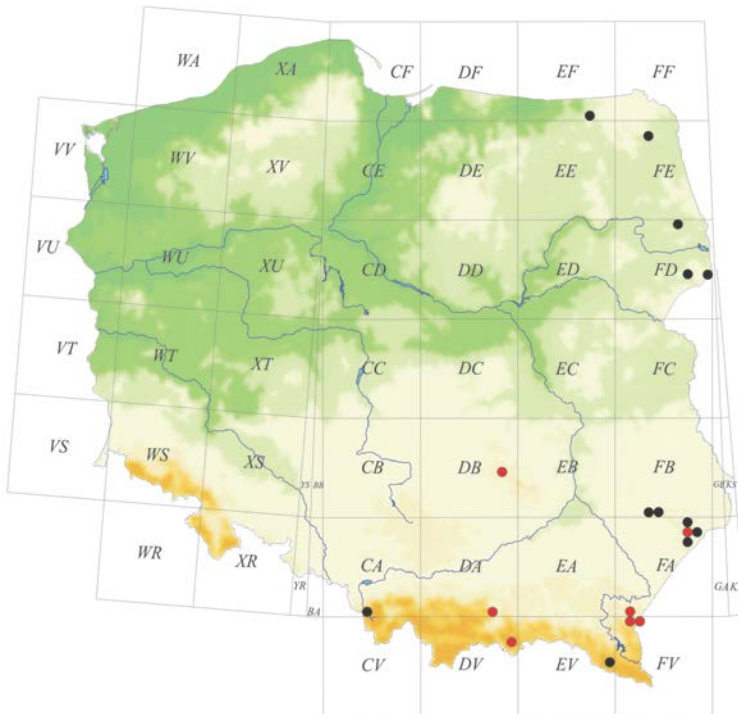 WA XA CF DF EF FF
VV WV XV CE DE EE FE
VU WU XU CD DD ED FD
VT WT XT CC DC EC FC
VS WS XS YS BB CB DB EB FB
WR XR YR BA CA DA EA FA
CV DV EV FV